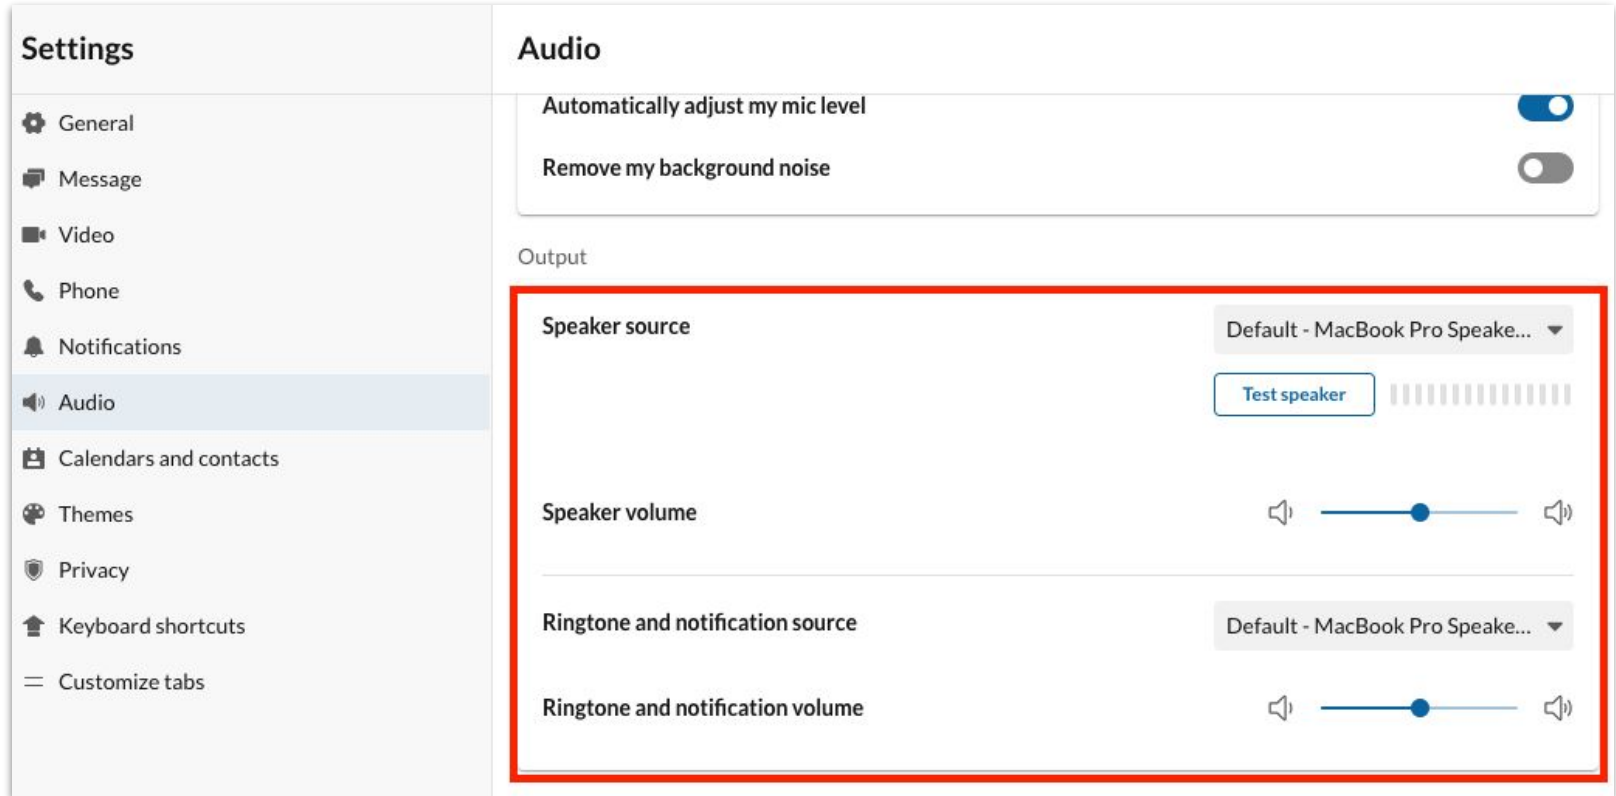 Settings
General
Message
Video
Phone
Notifications
Audio
Calendars and contacts
Themes
Privacy
Keyboard shortcuts
Customize tabs
Audio
Automatically adjust my mic level
Remove my background noise
Output
Speaker source
Default - MacBook Pro Speake...
Test speaker
Speaker volume
Ringtone and notification source
Default - MacBook Pro Speake...
Ringtone and notification volume